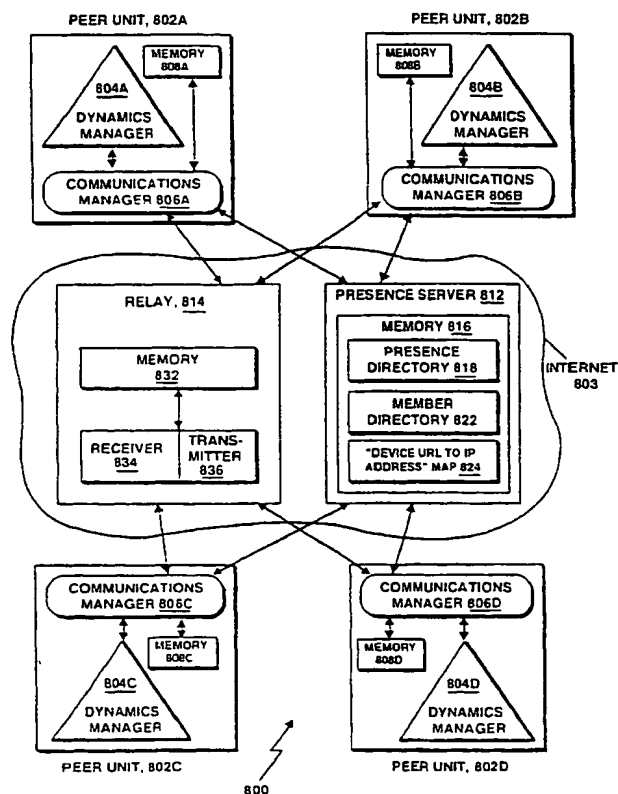 PEER UNIT, 802A
PEER UNIT, 802B
MEMORY
808A
804A
DYNAMICS
MANAGER
COMMUNICATIONS
MANAGER 806A
MEMORY
808B
804B
DYNAMICS
MANAGER
COMMUNICATIONS
MANAGER 806B
RELAY, 814
MEMORY
832
RECEIVER
834
TRANS-
MITTER
836
PRESENCE SERVER 812
MEMORY 816
PRESENCE
DIRECTORY 818
MEMBER
DIRECTORY 822
"DEVICE URL TO IP
ADDRESS" MAP 824
INTERNET
803
COMMUNICATIONS
MANAGER 806C
MEMORY
808C
804C
DYNAMICS
MANAGER
COMMUNICATIONS
MANAGER 806D
MEMORY
808D
804D
DYNAMICS
MANAGER
PEER UNIT, 802C
PEER UNIT, 802D
800